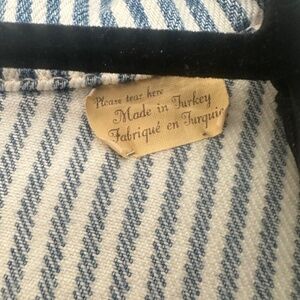 Please tear here
Made in Turkey
Fabriqué en Turquie